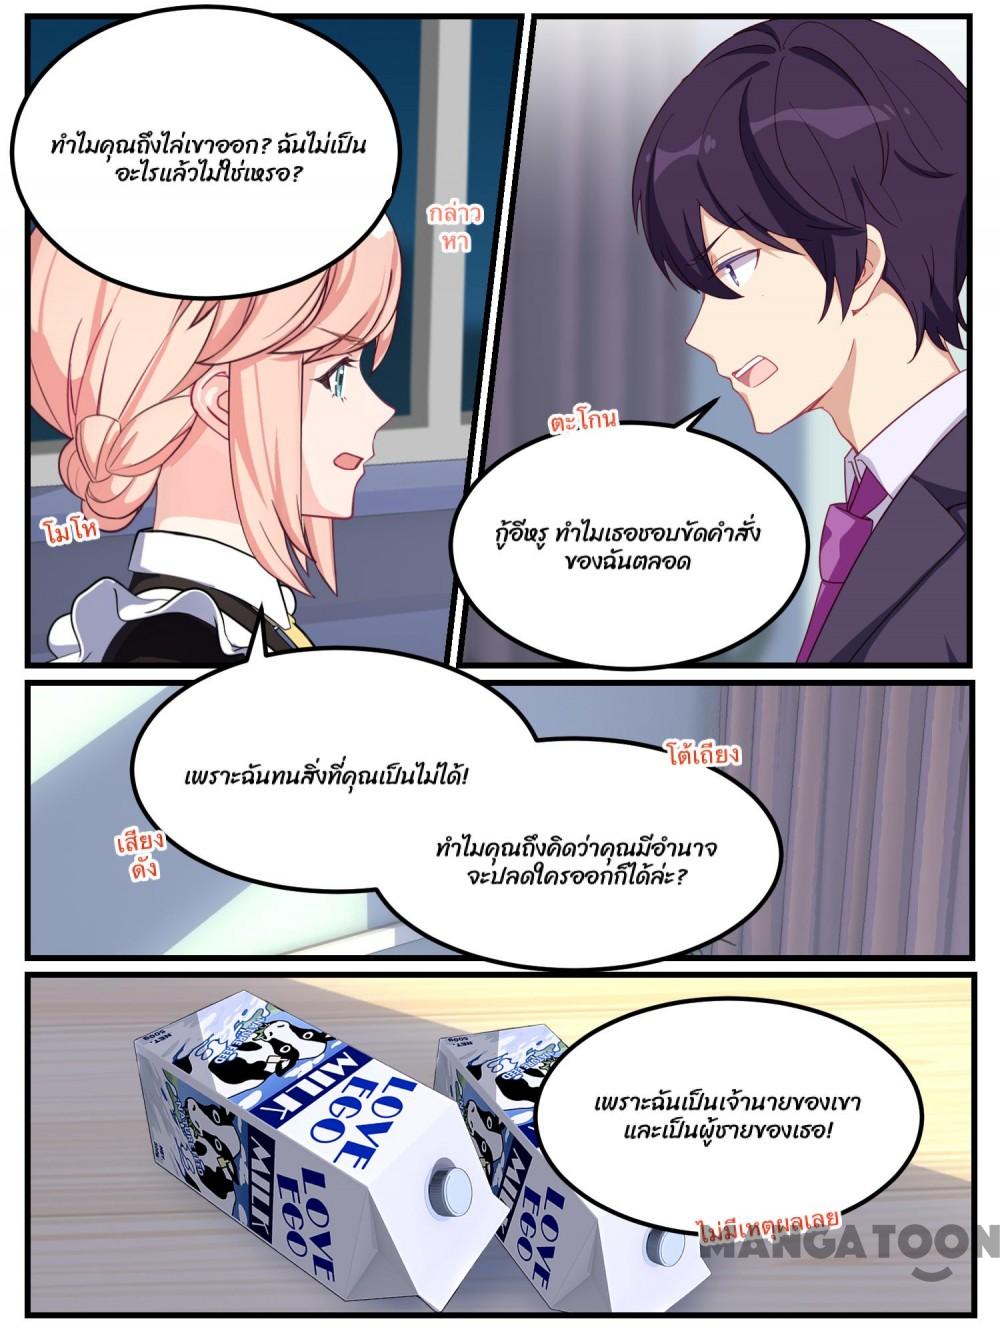 ทำไมคุณถึงไล่เขาออก? ฉันไม่เป็น
อะไรแล้วไม่ใช่เหรอ?
กล่าว
หา
โมโห
ตะโกน
กู้อีหรู ทำไมเธอชอบขัดคำสั่ง
ของฉันตลอด
เพราะฉันทนสิ่งที่คุณเป็นไม่ได้!
โต้เถียง
เสียง
ดัง
ทำไมคุณถึงคิดว่าคุณมีอำนาจ
จะปลดใครออกก็ได้ล่ะ?
NET.
500g
MILK
LOVE
EGO
MILK
LOVE
EGO
NET.
500g
LOVE
EGO
เพราะฉันเป็นเจ้านายของเขา
และเป็นผู้ชายของเธอ!
ไม่มีเหตุผลเลย
MANGATOON